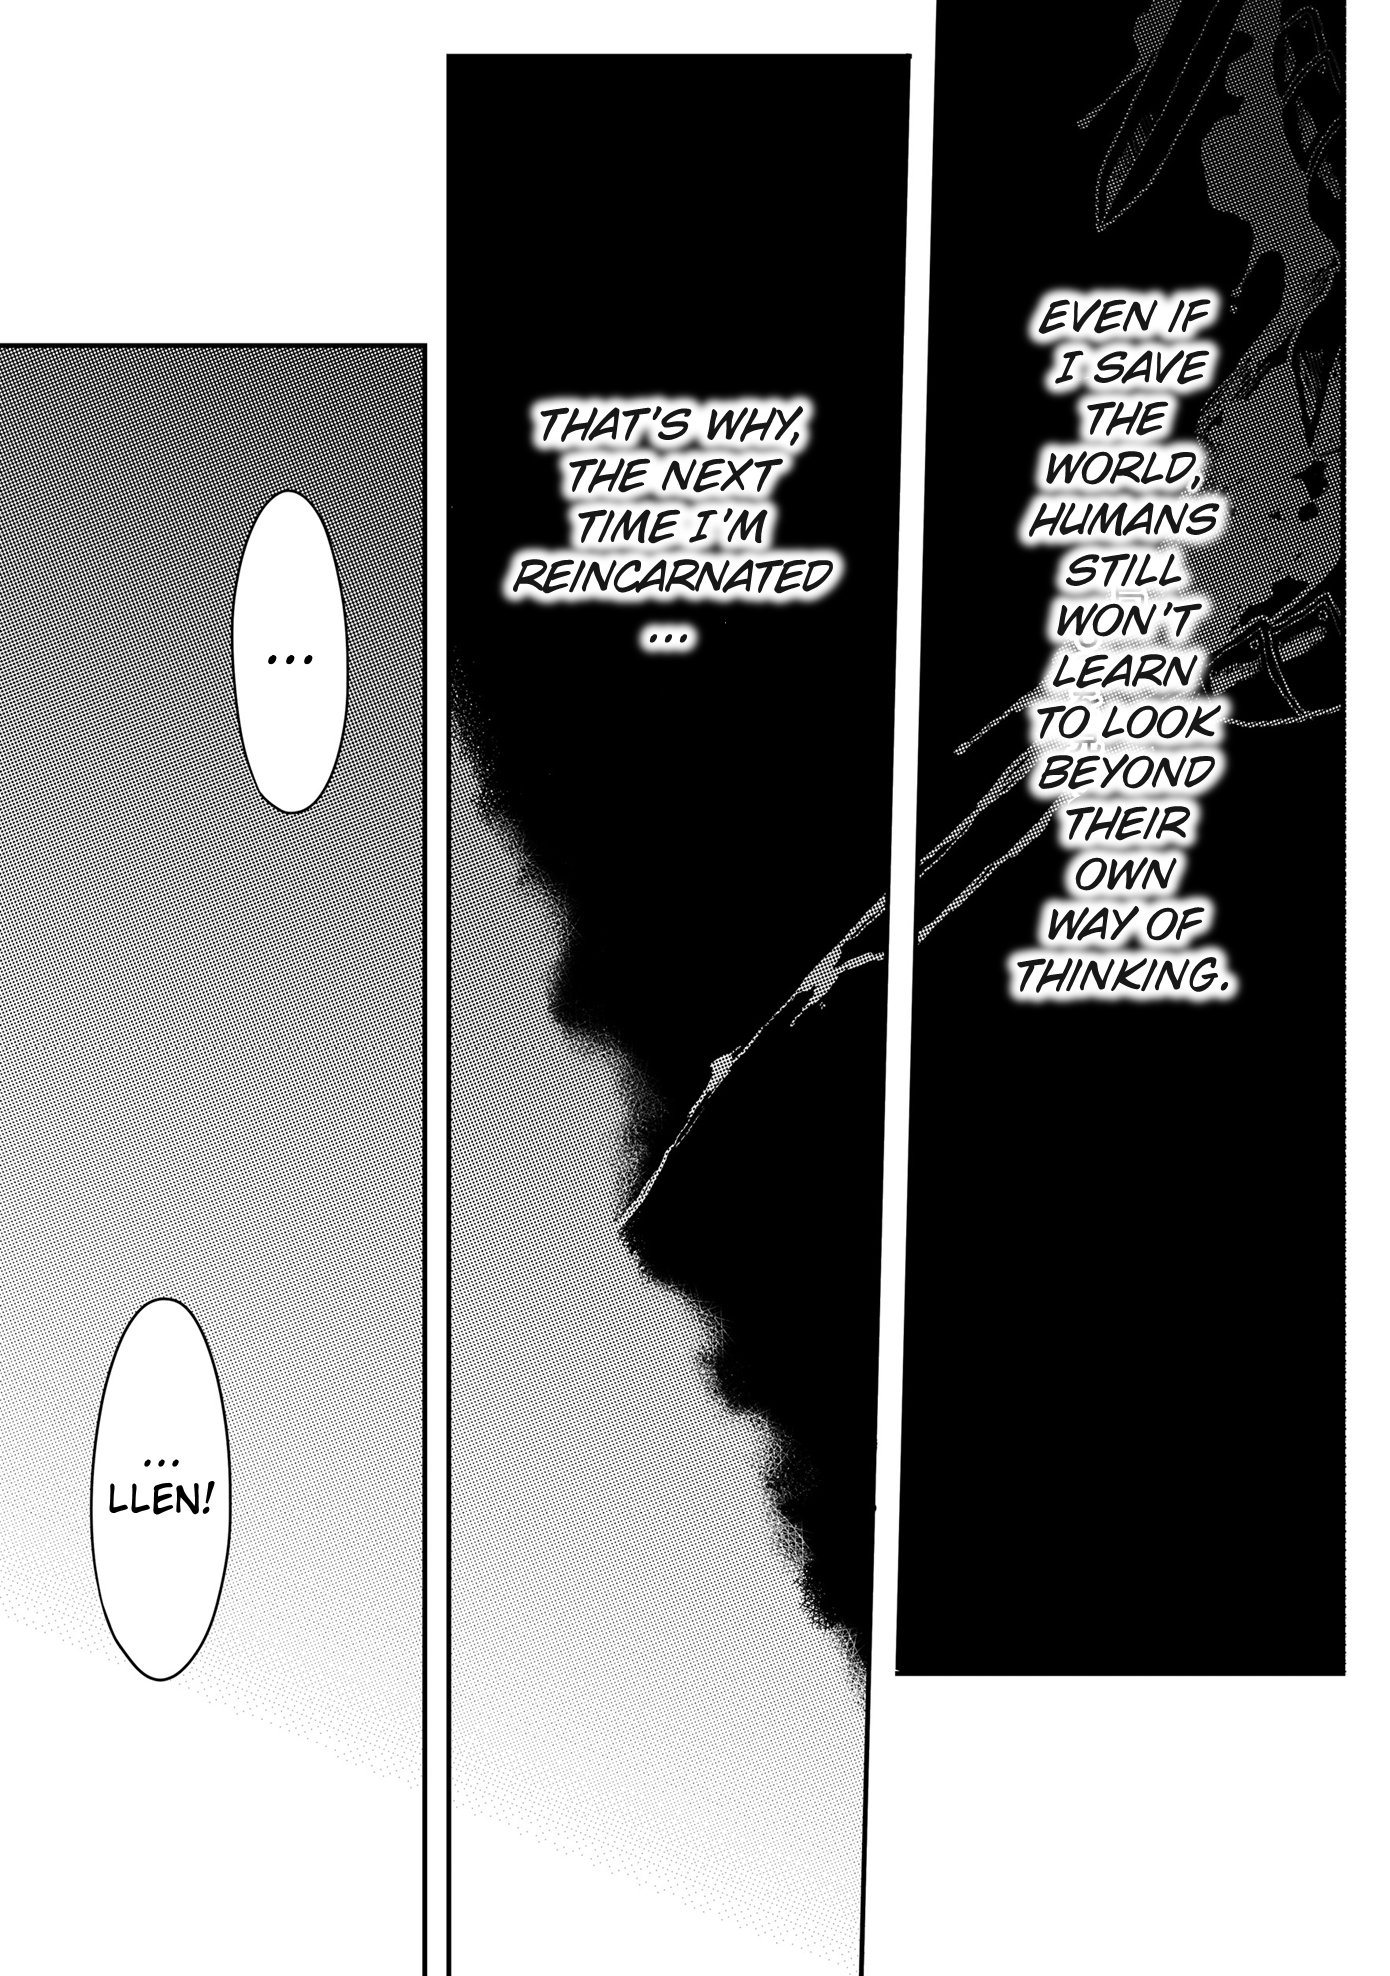 EVEN IF
I SAVE
THE
WORLD,
HUMANS
STILL
WON'T
LEARN
TO LOOK
BEYOND
THEIR
OWN
WAY OF
THINKING.
THAT'S WHY,
THE NEXT
TIME I'M
REINCARNATED
...
...
...
LLEN!